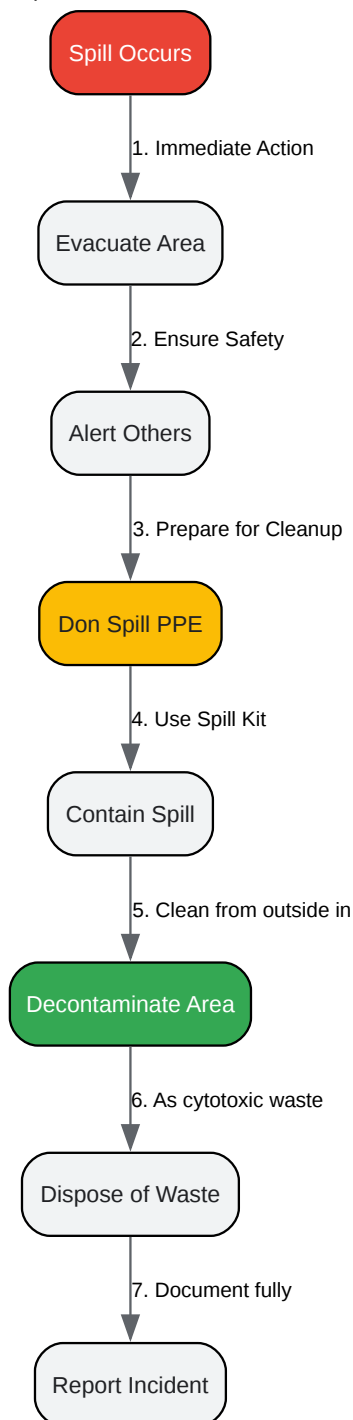 Spill Occurs
1. Immediate Action
Evacuate Area
2. Ensure Safety
Alert Others
3. Prepare for Cleanup
Don Spill PPE
4. Use Spill Kit
Contain Spill
5. Clean from outside in
Decontaminate Area
6. As cytotoxic waste
Dispose of Waste
7. Document fully
Report Incident